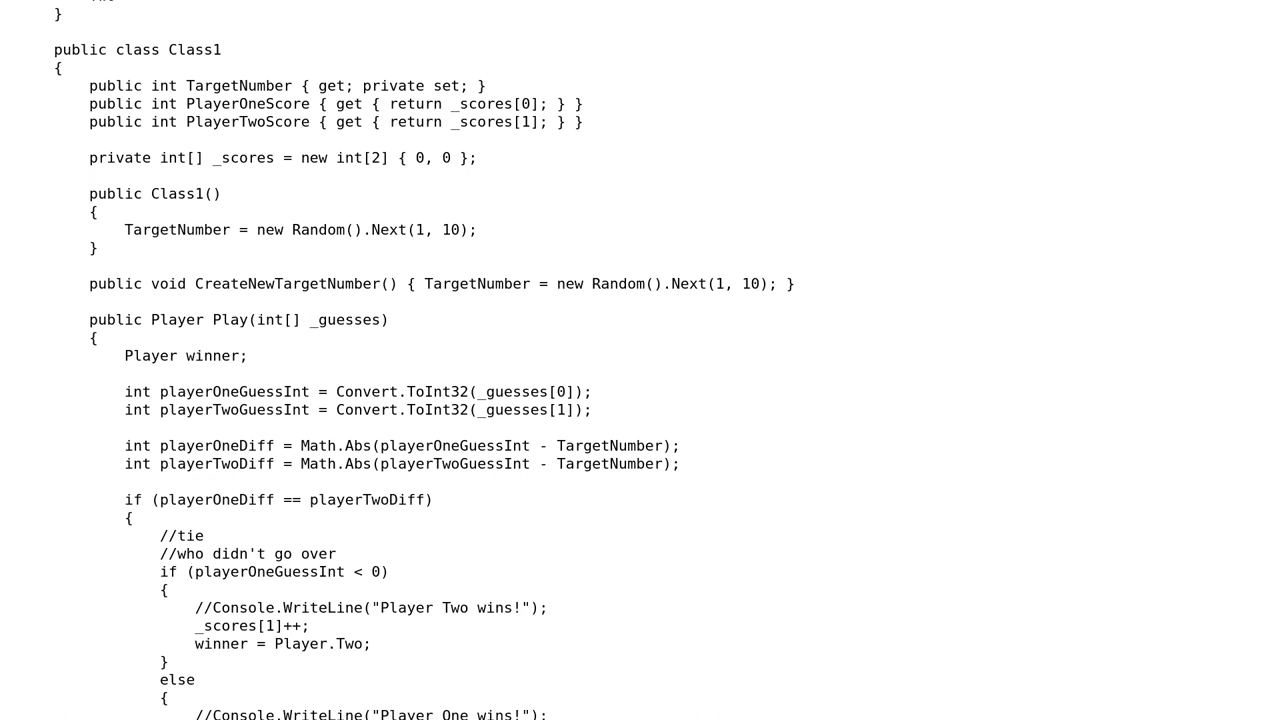 }
public class Class1
{
public int TargetNumber { get; private set; }
public int PlayerOneScore { get { return _scores[0]; } }
public int PlayerTwoScore { get { return _scores[1]; } }
private int[] _scores = new int[2] { 0, 0 };
public Class1()
{
TargetNumber = new Random().Next(1, 10);
}
public void CreateNewTargetNumber() { TargetNumber = new Random().Next(1, 10); }
public Player Play(int[] _guesses)
{
Player winner;
int playerOneGuessInt = Convert.ToInt32(_guesses[0]);
int playerTwoGuessInt = Convert.ToInt32(_guesses[1]);
int playerOneDiff = Math.Abs(playerOneGuessInt - TargetNumber);
int playerTwoDiff = Math.Abs(playerTwoGuessInt - TargetNumber);
if (playerOneDiff == playerTwoDiff)
{
//tie
//who didn't go over
if (playerOneGuessInt < 0)
{
//Console.WriteLine("Player Two wins!");
_scores[1]++;
winner = Player.Two;
}
else
{
//Console.WriteLine("Player One wins!");